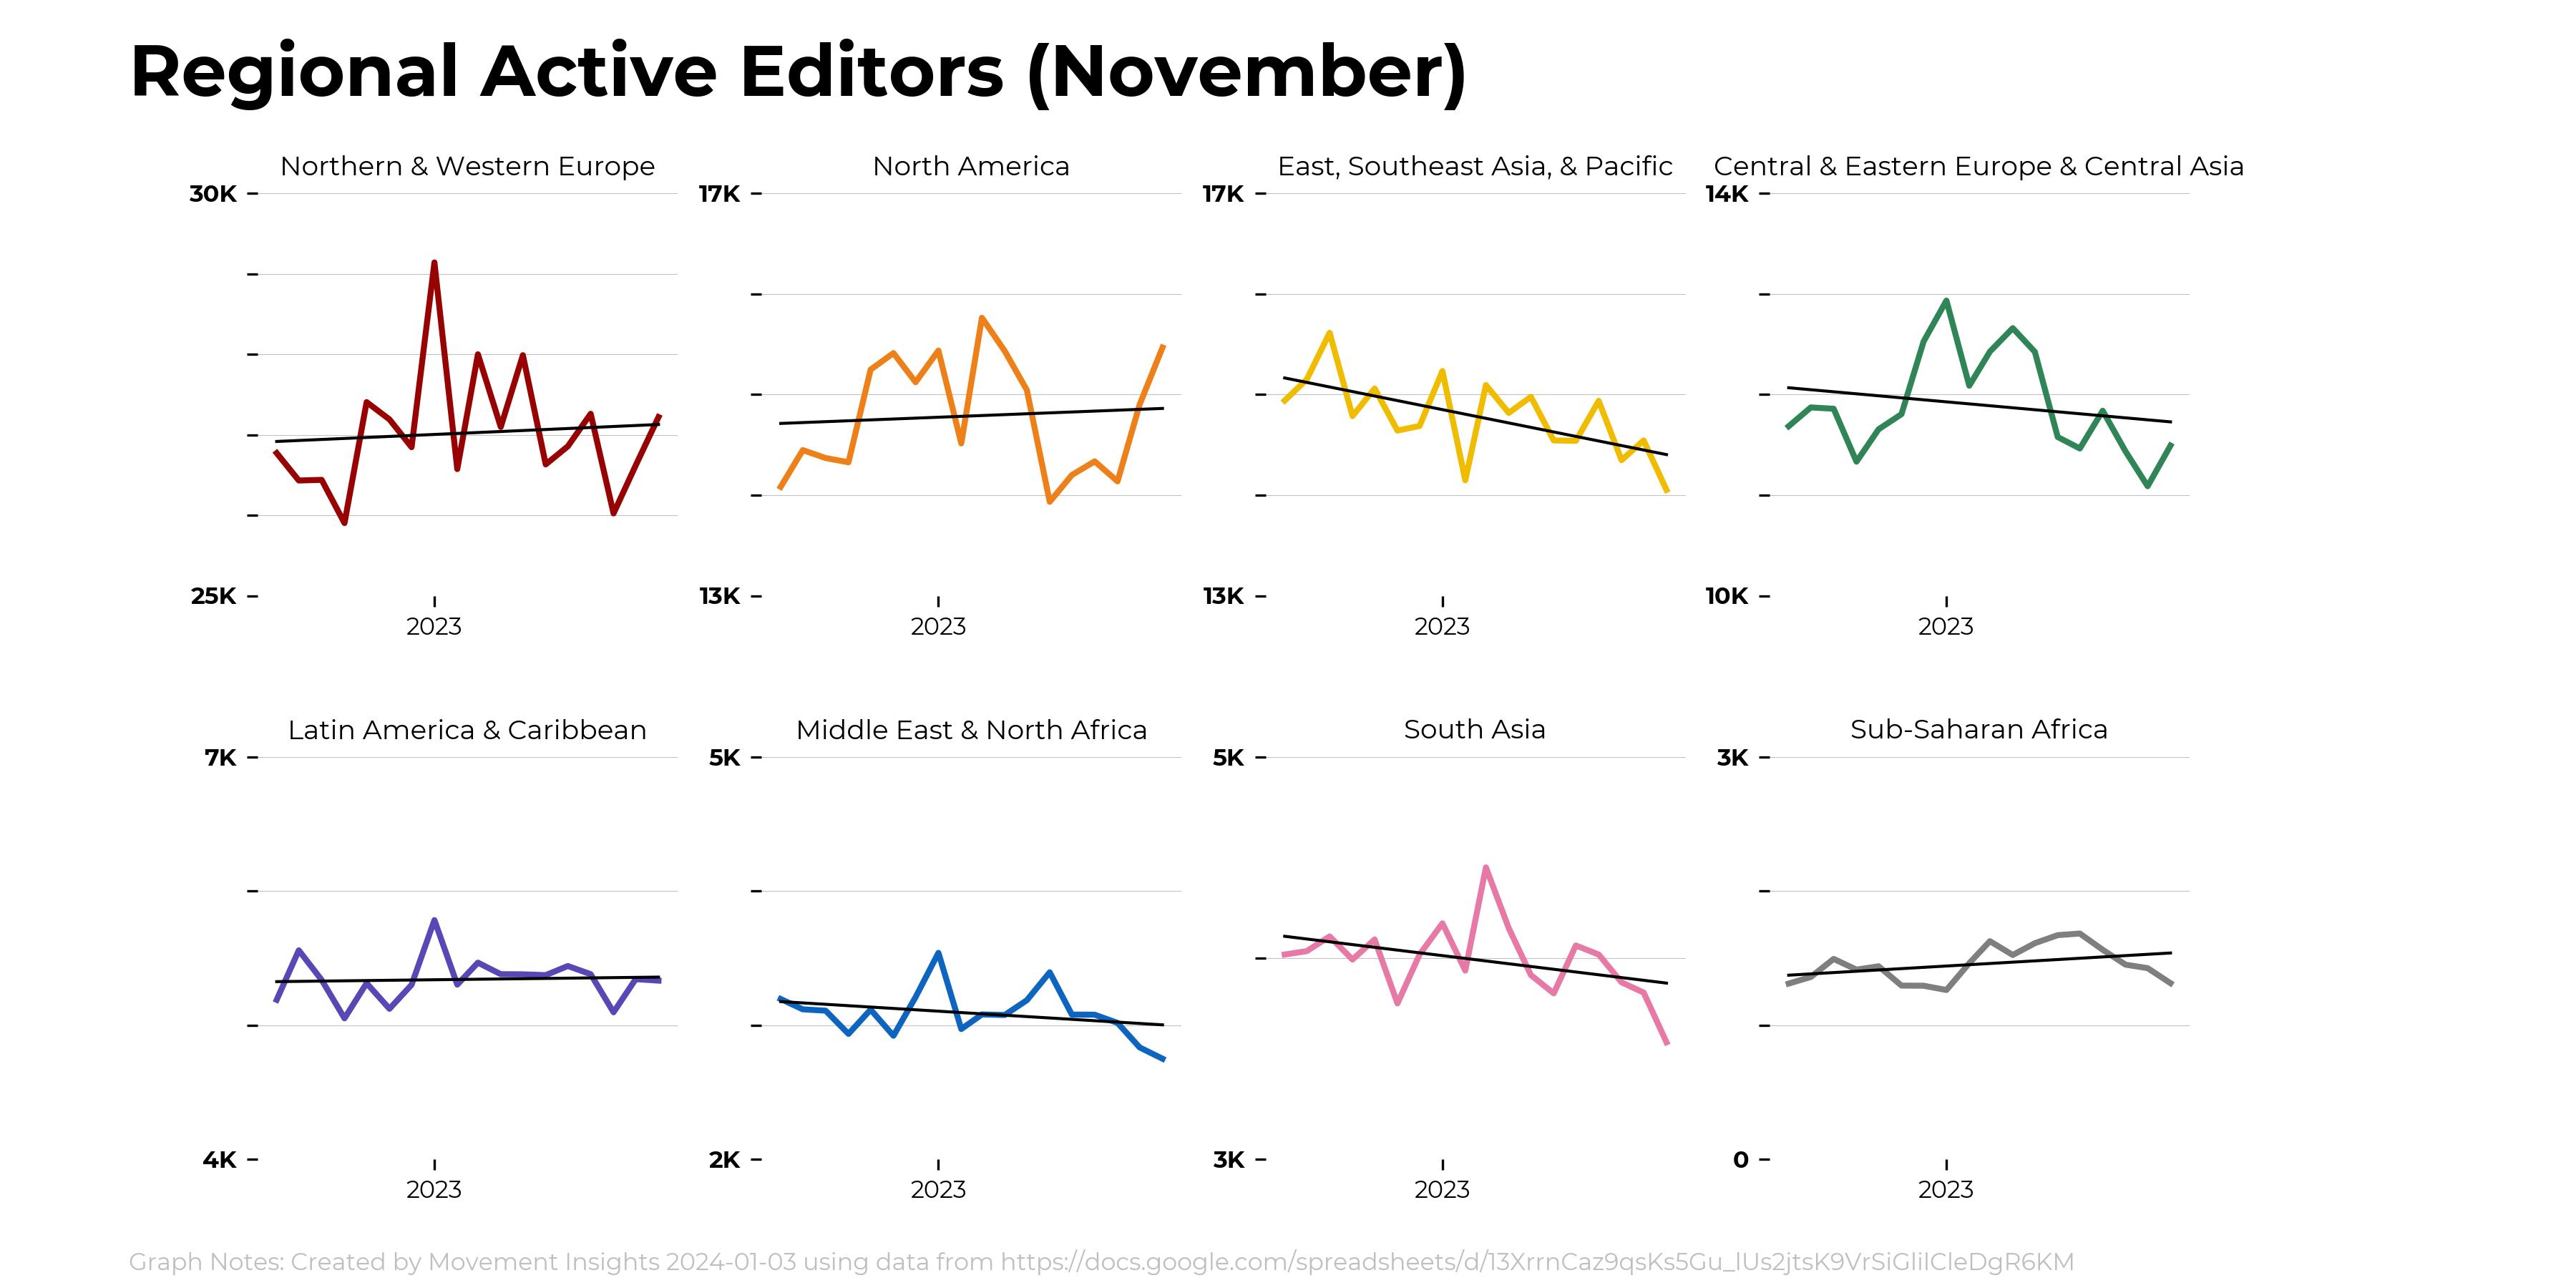 Regional Active Editors (November)
Northern & Western Europe
30K
25K
2023
North America
17K
13K
2023
East, Southeast Asia, & Pacific
17K
13K
2023
Central & Eastern Europe & Central Asia
14K
10K
2023
Latin America & Caribbean
7K
4K
2023
Middle East & North Africa
5K
2K
2023
South Asia
5K
3K
2023
Sub-Saharan Africa
3K
0
2023
Graph Notes: Created by Movement Insights 2024-01-03 using data from https://docs.google.com/spreadsheets/d/13XrrnCaz9qsKs5Gu_lUs2jtsK9VrSiGlilCleDgR6KM